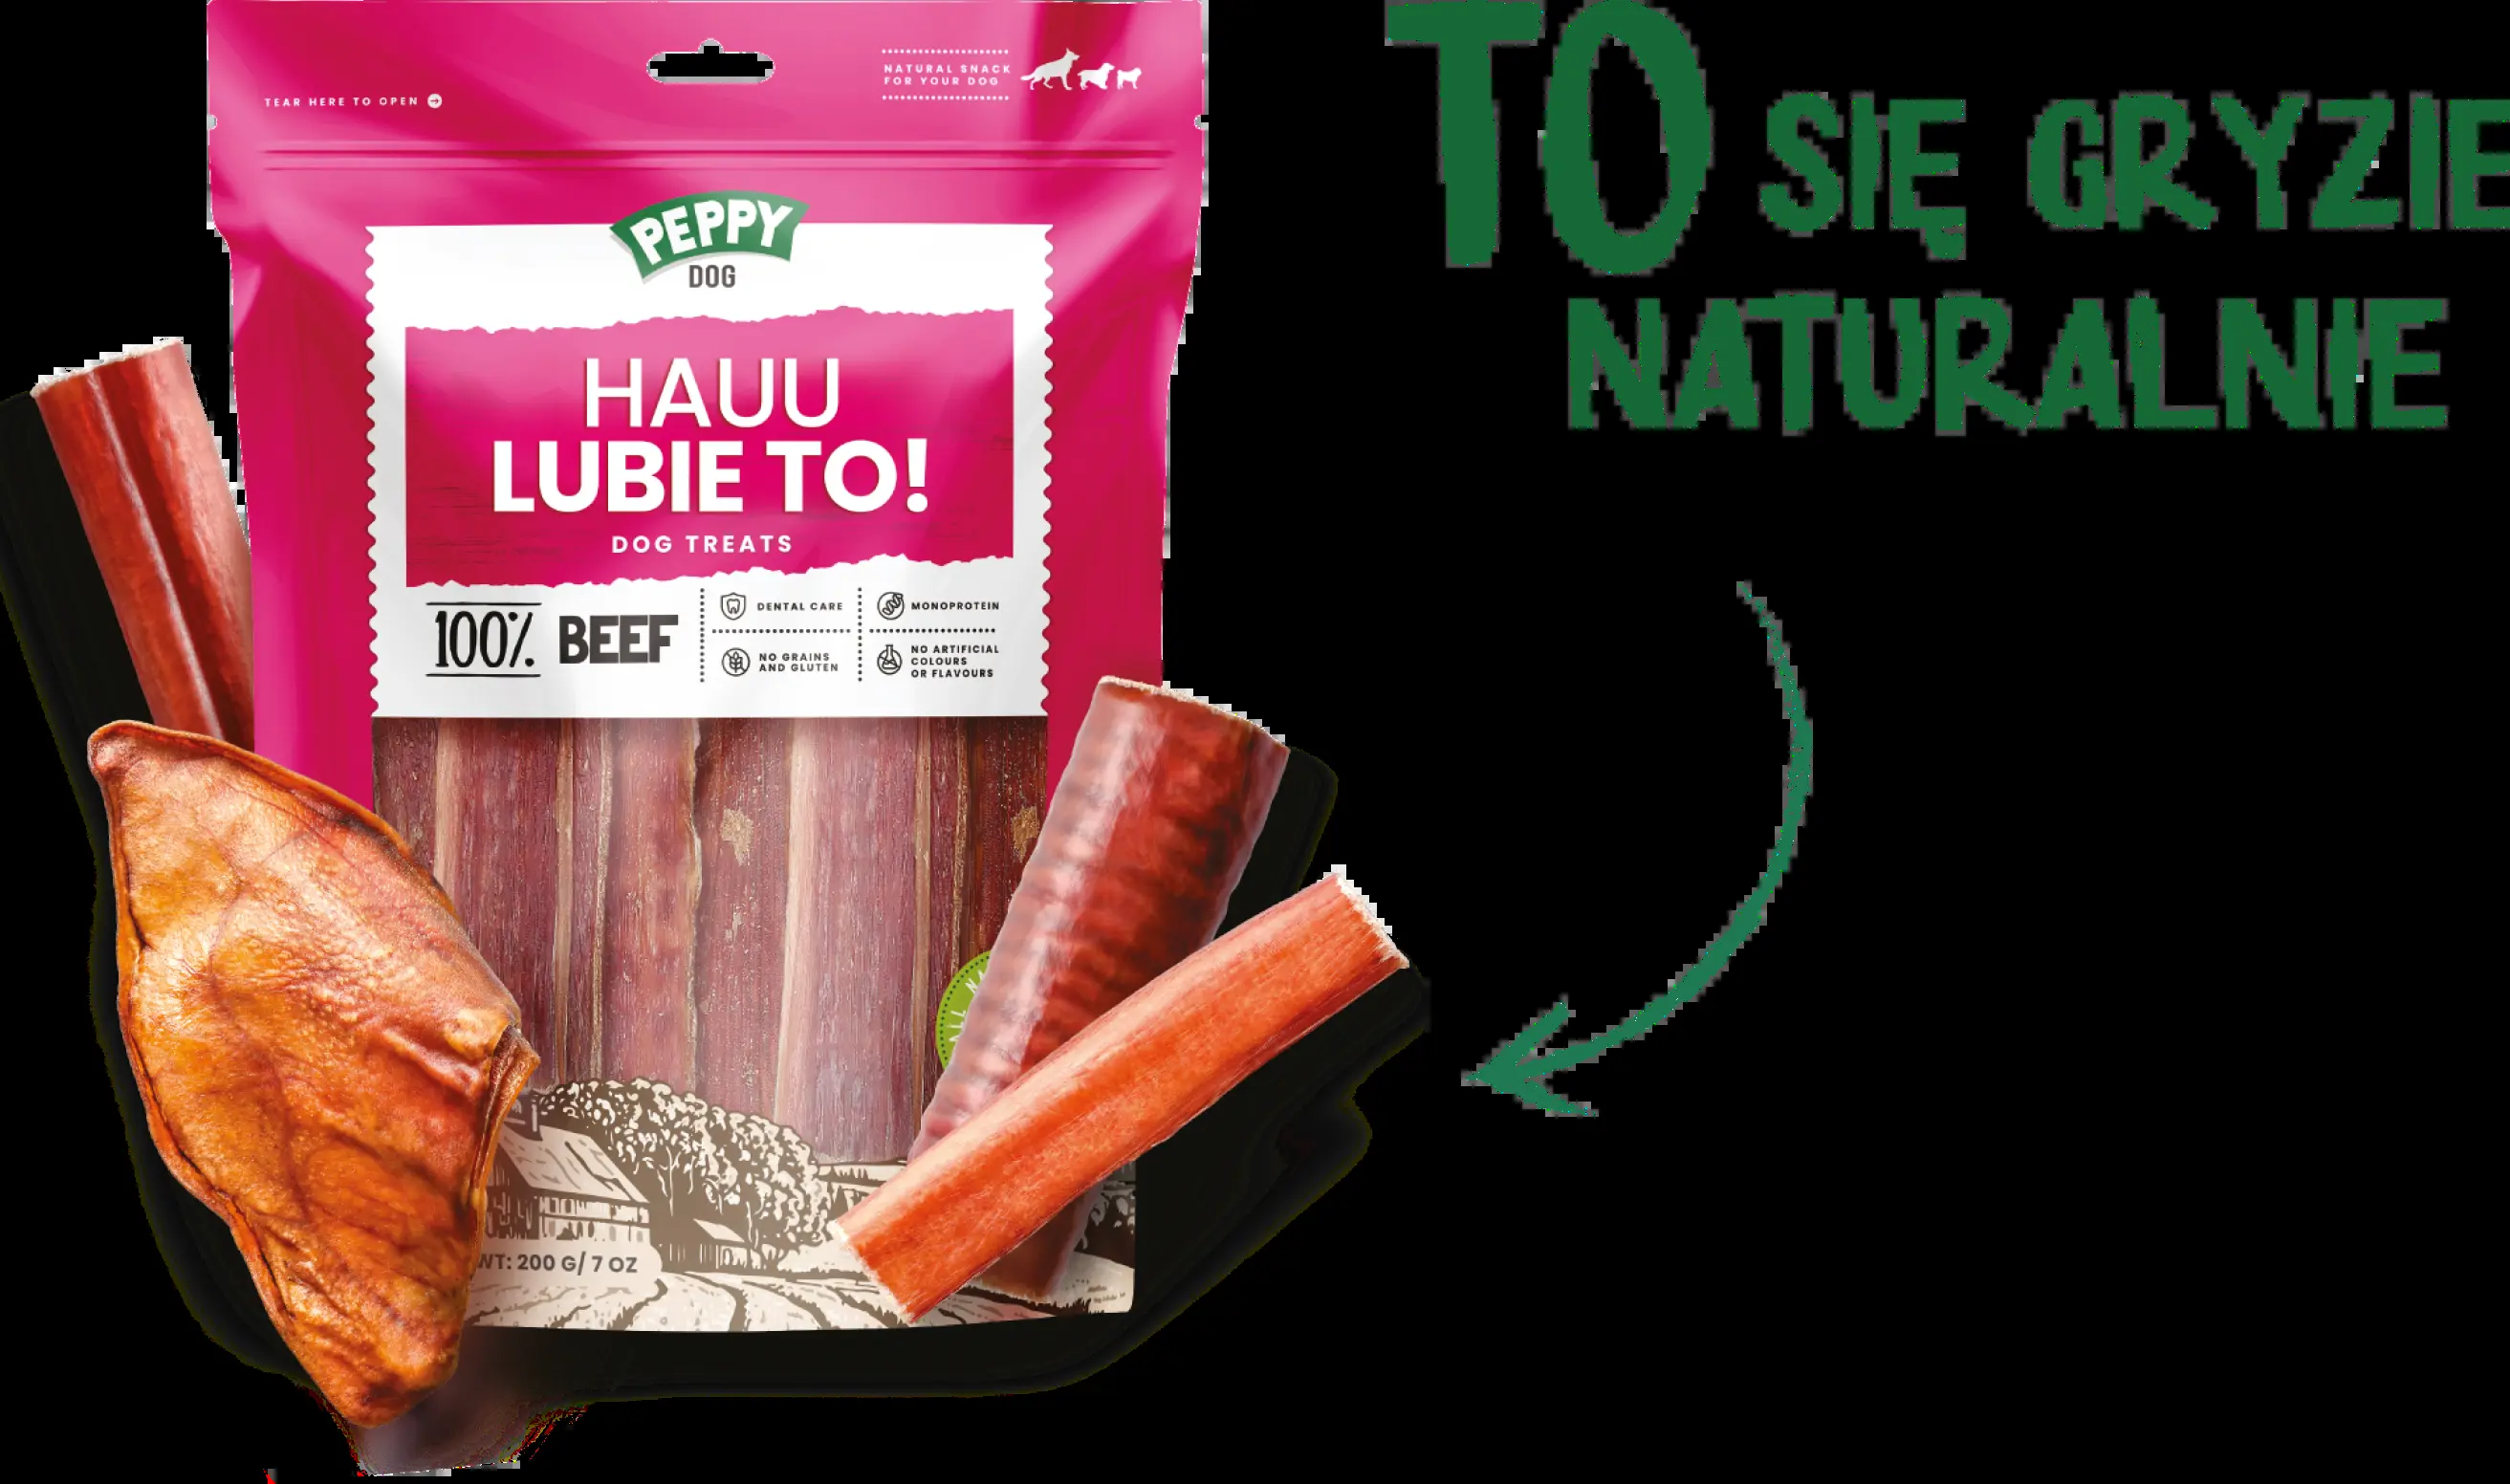 TO SIĘ GRYZIE
NATURALNIE
NATURAL SNACK
FOR YOUR DOG
TEAR HERE TO OPEN
PEPPY
DOG
HAUU
LUBIE TO!
DOG TREATS
100% BEEF
DENTAL CARE
MONOPROTEIN
NO GRAINS
AND GLUTEN
NO ARTIFICIAL
COLOURS
OR FLAVOURS
ALL
WT: 200 G/ 7 OZ